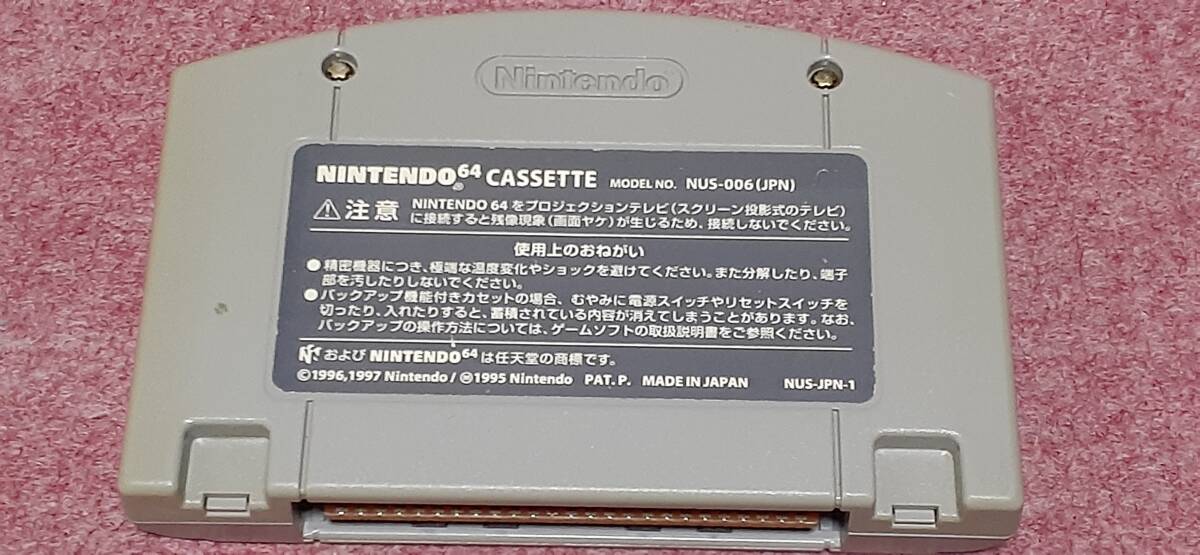 Nintendo
NINTENDO64 CASSETTE MODEL NO. NUS-006(JPN)
注意 NINTENDO 64をプロジェクションテレビ(スクリーン投影式のテレビ)
に接続すると残像現象(画面ヤケ)が生じるため、接続しないでください。
使用上のおねがい
●精密機器につき、極端な温度変化やショックを避けてください。また分解したり、端子
部を汚したりしないでください。
●バックアップ機能付きカセットの場合、むやみに電源スイッチやリセットスイッチを
切ったり、入れたりすると、蓄積されている内容が消えてしまうことがあります。なお、
バックアップの操作方法については、ゲームソフトの取扱説明書をご参照ください。
および NINTENDO64 は任天堂の商標です。
©1996,1997 Nintendo/Ⓜ1995 Nintendo PAT.P. MADE IN JAPAN NUS-JPN-1